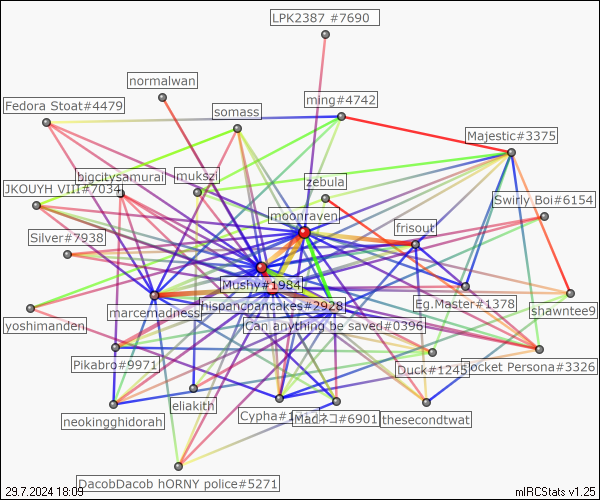 LPK2387 #7690
normalwan
ming#4742
Fedora Stoat#4479
somass
Majestic#3375
bigcitysamurai
mukszi
zebula
JKOUYH VIII#7034
Swirly Boi#6154
moonraven
frisout
Silver#7938
Mushy#1984
hispancpancakes#2928
Eg.Master#1378
shawntee9
marcemadness
yoshimanden
Can anything be saved#0396
Pikabro#9971
Duck#1245
ocket Persona#3326
eliakith
neokingghidorah
Cypha#1
Macネコ#6901
thesecondtwat
DacobDacob hORNY police#5271
29.7.2024 18:09
mIRCStats v1.25